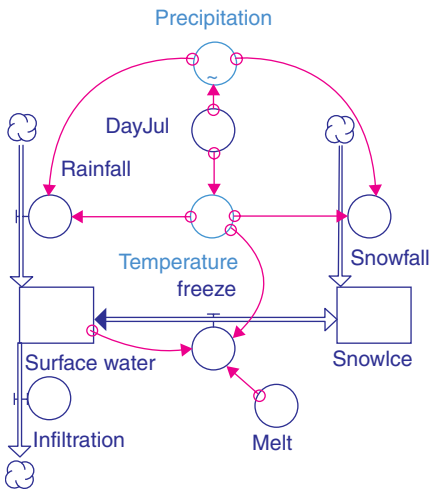 Precipitation
~
DayJul
Rainfall
Snowfall
Temperature
freeze
Surface water
SnowIce
Infiltration
Melt